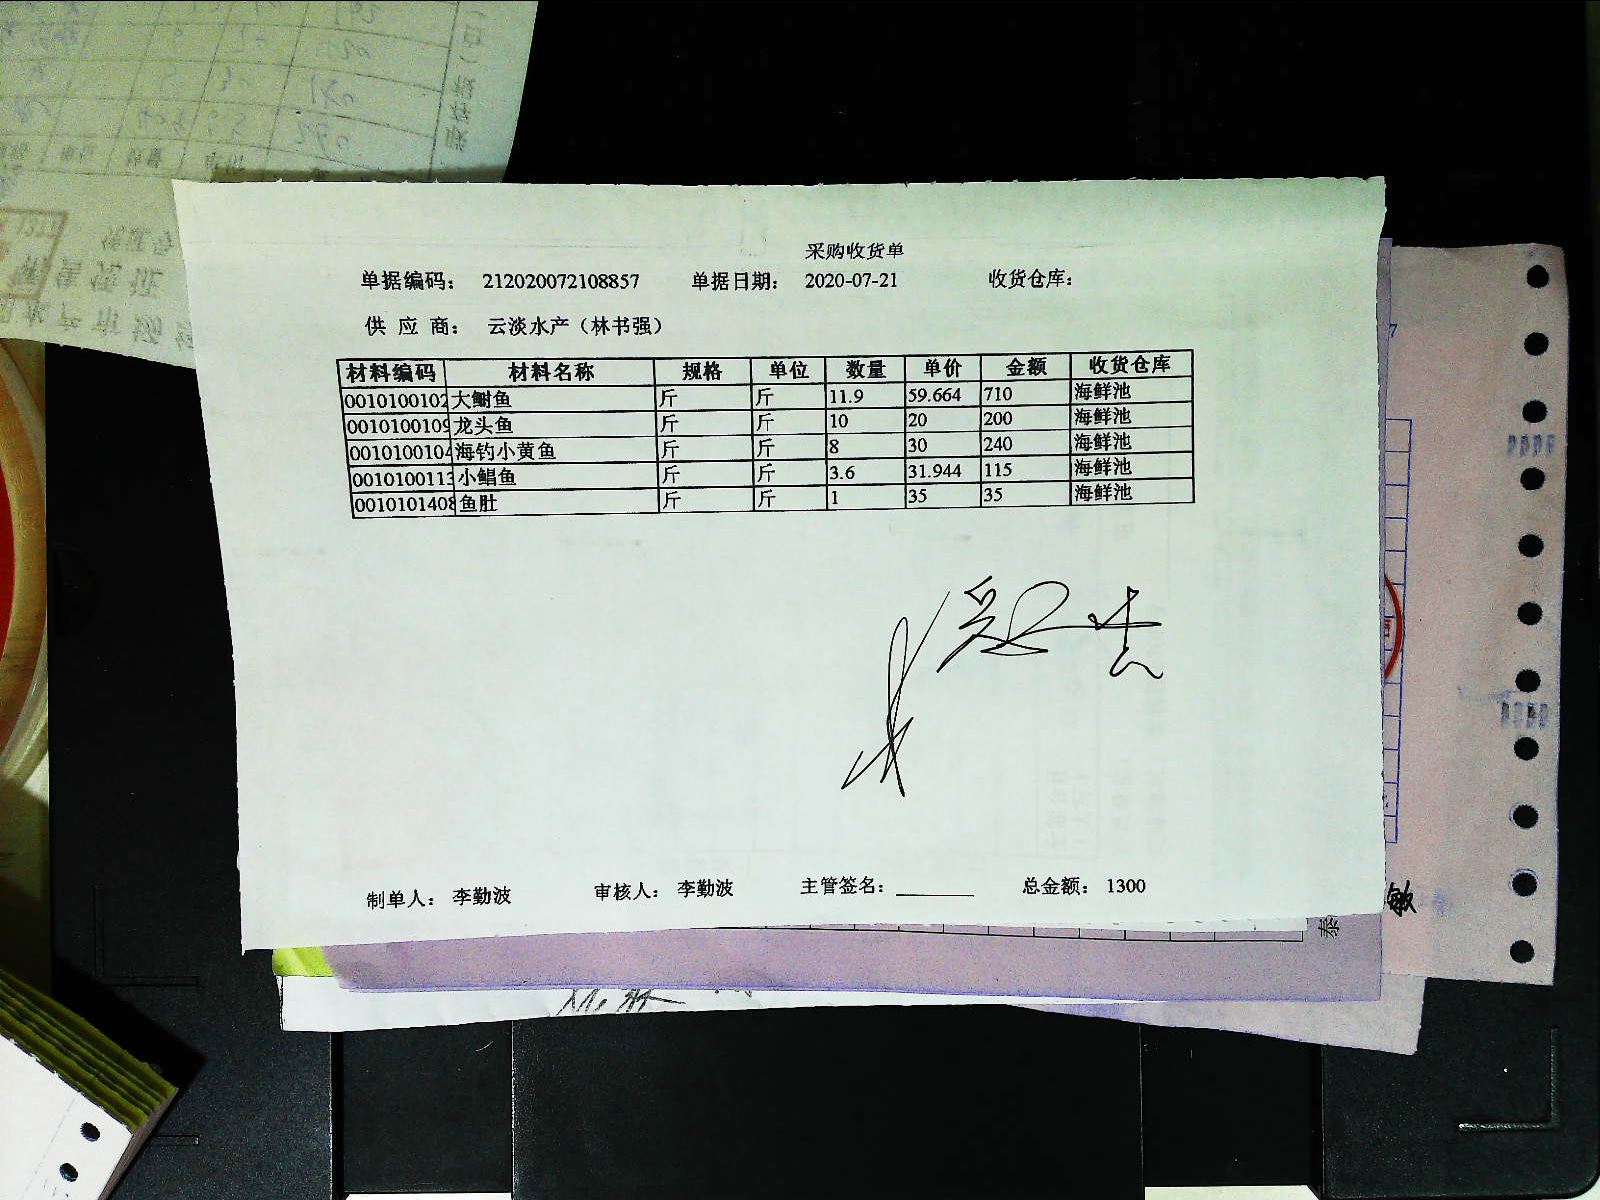 采购收货单
单据编码： 212020072108857 单据日期： 2020-07-21 收货仓库：
供 应 商： 云淡水产（林书强）
材料编码 材料名称 规格 单位 数量 单价 金额 收货仓库
0010100102 大鲥鱼 斤 斤 11.9 59.664 710 海鲜池
0010100109 龙头鱼 斤 斤 10 20 200 海鲜池
0010100104 海钓小黄鱼 斤 斤 8 30 240 海鲜池
0010100113 小鲳鱼 斤 斤 3.6 31.944 115 海鲜池
0010101408 鱼肚 斤 斤 1 35 35 海鲜池
制单人： 李勤波 审核人： 李勤波 主管签名： 总金额： 1300